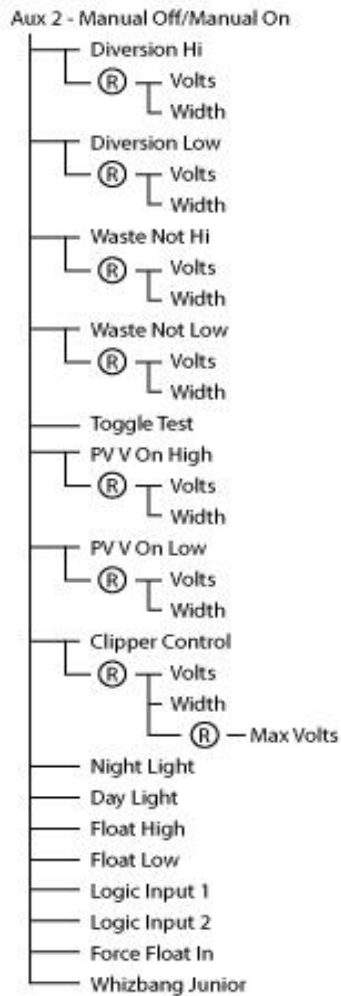 Aux 2 - Manual Off/Manual On
Diversion Hi
R Volts
Width
Diversion Low
R Volts
Width
Waste Not Hi
R Volts
Width
Waste Not Low
R Volts
Width
Toggle Test
PV V On High
R Volts
Width
PV V On Low
R Volts
Width
Clipper Control
R Volts
Width
R Max Volts
Night Light
Day Light
Float High
Float Low
Logic Input 1
Logic Input 2
Force Float In
Whizbang Junior